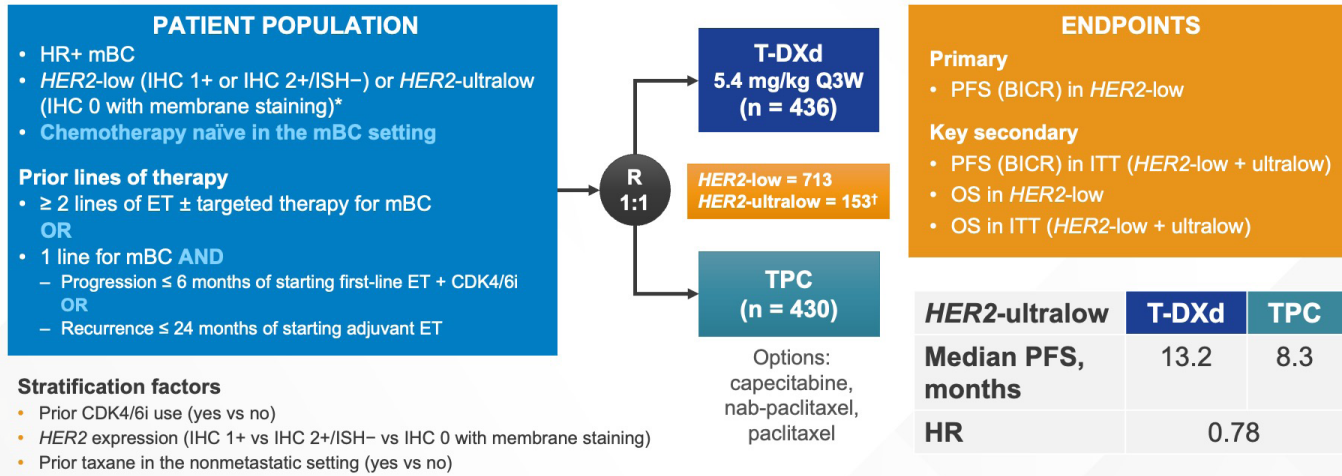 PATIENT POPULATION
• HR+ mBC
• HER2-low (IHC 1+ or IHC 2+/ISH−) or HER2-ultralow
(IHC 0 with membrane staining)*
• Chemotherapy naïve in the mBC setting
Prior lines of therapy
• ≥ 2 lines of ET ± targeted therapy for mBC
OR
• 1 line for mBC AND
– Progression ≤ 6 months of starting first-line ET + CDK4/6i
OR
– Recurrence ≤ 24 months of starting adjuvant ET
Stratification factors
• Prior CDK4/6i use (yes vs no)
• HER2 expression (IHC 1+ vs IHC 2+/ISH− vs IHC 0 with membrane staining)
• Prior taxane in the nonmetastatic setting (yes vs no)
R
1:1
T-DXd
5.4 mg/kg Q3W
(n = 436)
HER2-low = 713
HER2-ultralow = 153†
TPC
(n = 430)
Options:
capecitabine,
nab-paclitaxel,
paclitaxel
ENDPOINTS
Primary
• PFS (BICR) in HER2-low
Key secondary
• PFS (BICR) in ITT (HER2-low + ultralow)
• OS in HER2-low
• OS in ITT (HER2-low + ultralow)
HER2-ultralow T-DXd TPC
Median PFS, 13.2 8.3
months
HR 0.78